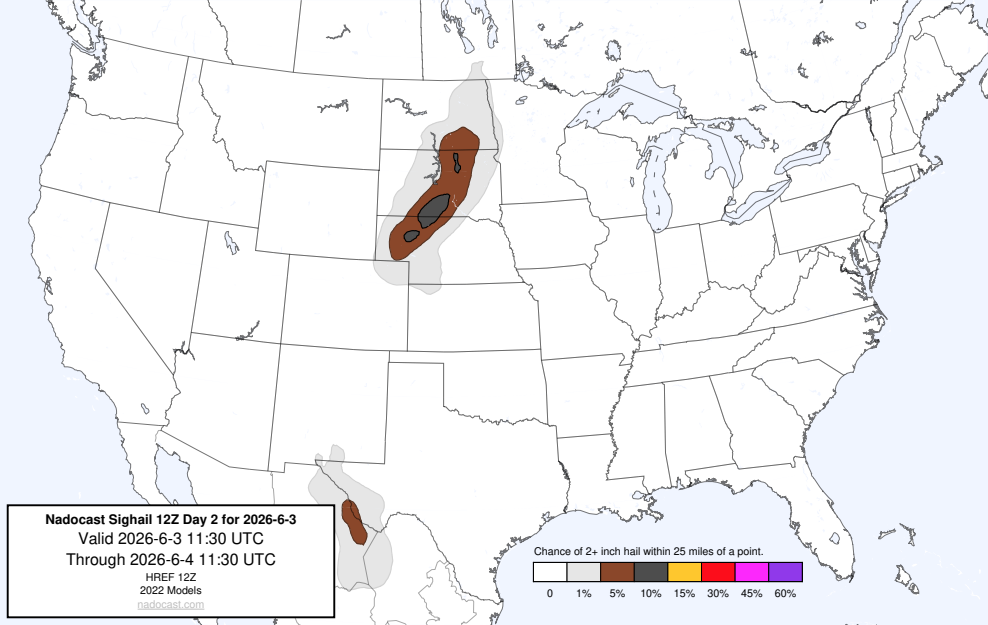 Nadocast Sighail 12Z Day 2 for 2026-6-3
Valid 2026-6-3 11:30 UTC
Through 2026-6-4 11:30 UTC
HREF 12Z
2022 Models
nadocast.com
Chance of 2+ inch hail within 25 miles of a point.
0 1% 5% 10% 15% 30% 45% 60%